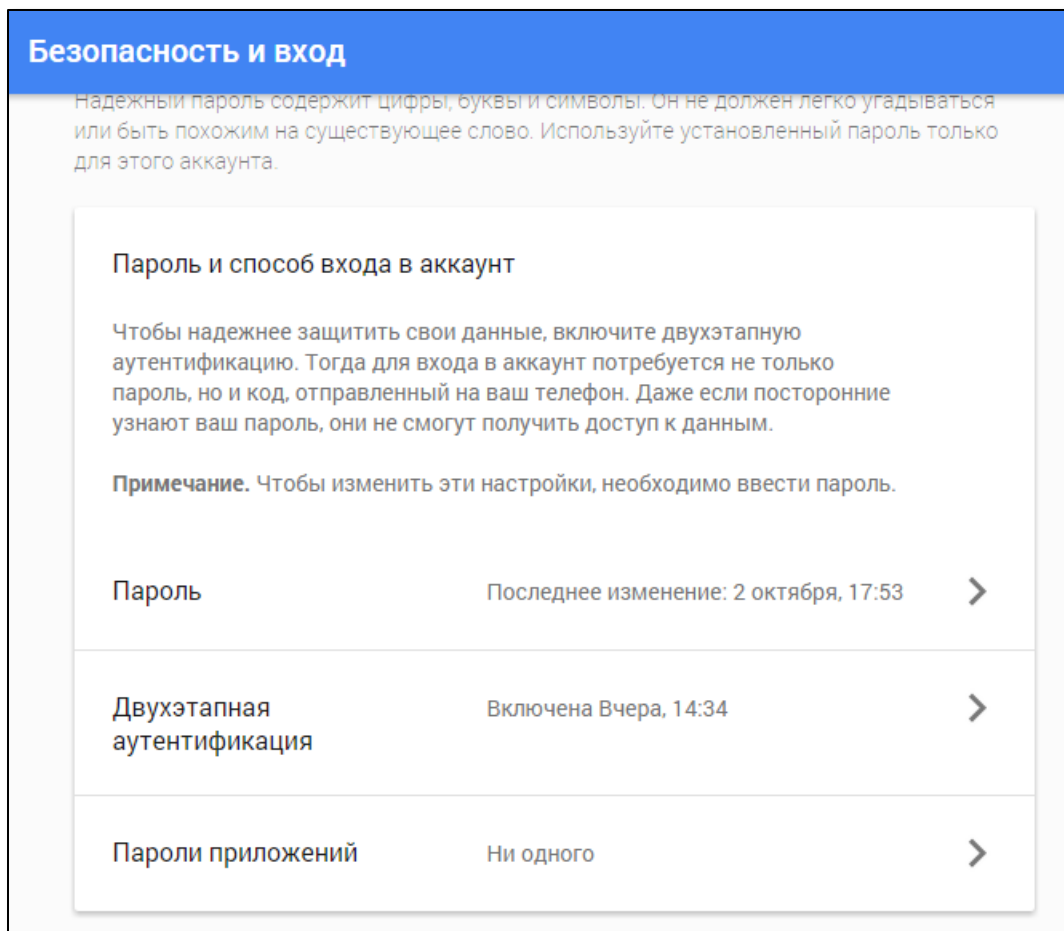 Безопасность и вход
Надежный пароль содержит цифры, буквы и символы. Он не должен легко угадываться
или быть похожим на существующее слово. Используйте установленный пароль только
для этого аккаунта.
Пароль и способ входа в аккаунт
Чтобы надежнее защитить свои данные, включите двухэтапную
аутентификацию. Тогда для входа в аккаунт потребуется не только
пароль, но и код, отправленный на ваш телефон. Даже если посторонние
узнают ваш пароль, они не смогут получить доступ к данным.
Примечание. Чтобы изменить эти настройки, необходимо ввести пароль.
Пароль Последнее изменение: 2 октября, 17:53
Двухэтапная Включена Вчера, 14:34
аутентификация
Пароли приложений Ни одного